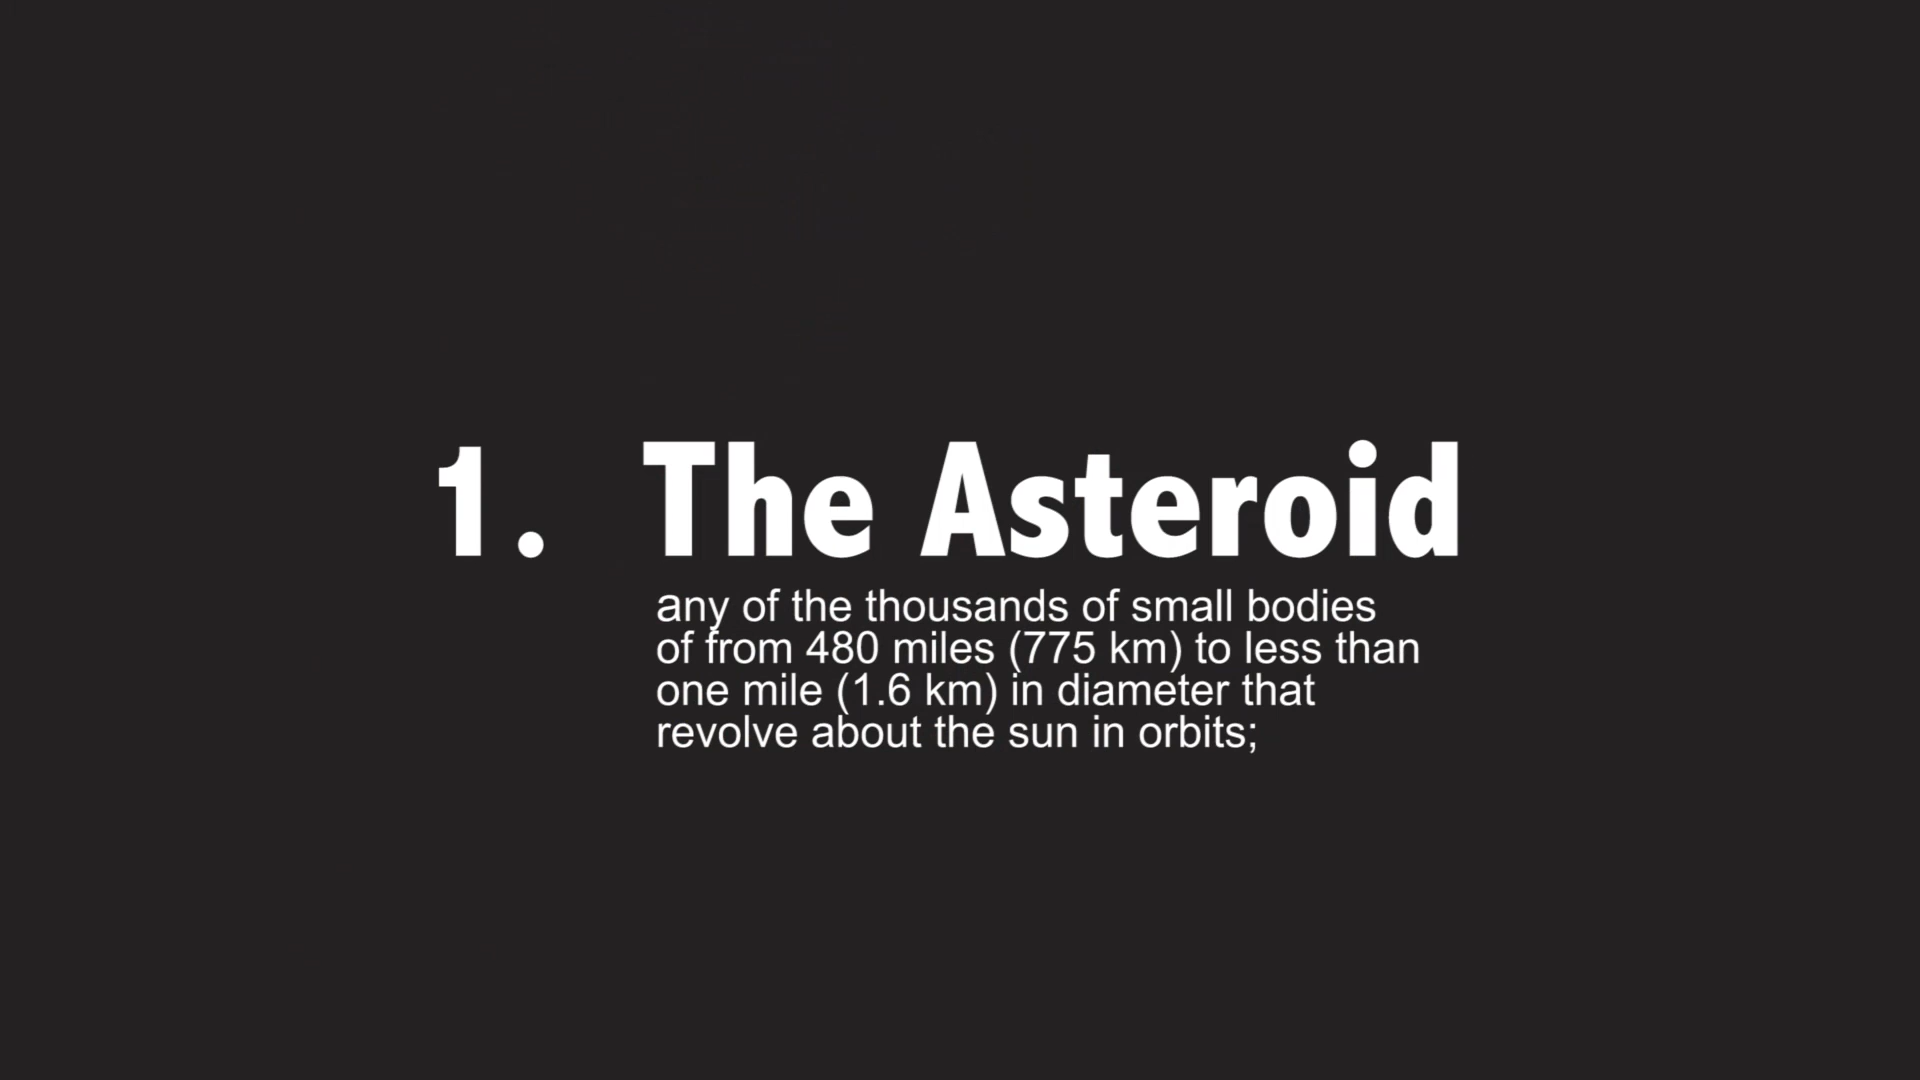 1. The Asteroid
any of the thousands of small bodies
of from 480 miles (775 km) to less than
one mile (1.6 km) in diameter that
revolve about the sun in orbits;